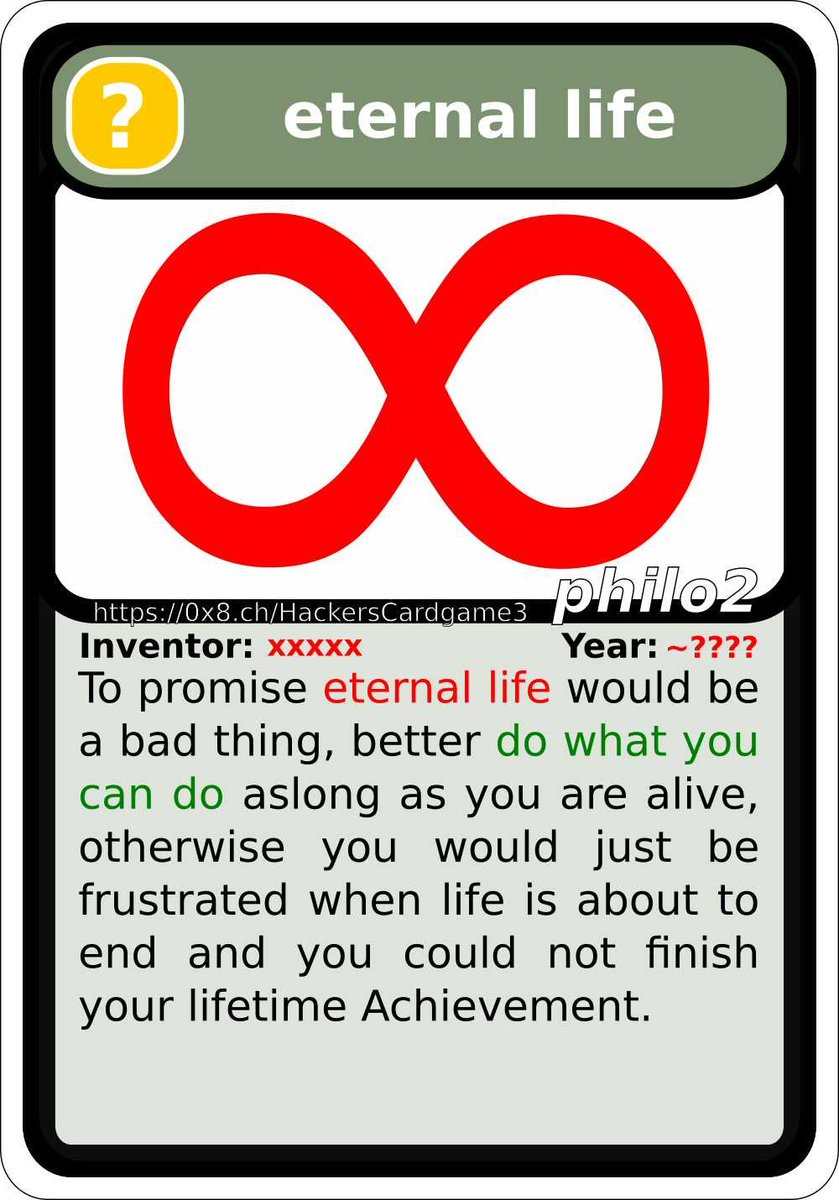 ? eternal life
philo2
https://0x8.ch/HackersCardgame3
Inventor: xxxxx Year: ~????
To promise eternal life would be
a bad thing, better do what you
can do aslong as you are alive,
otherwise you would just be
frustrated when life is about to
end and you could not finish
your lifetime Achievement.